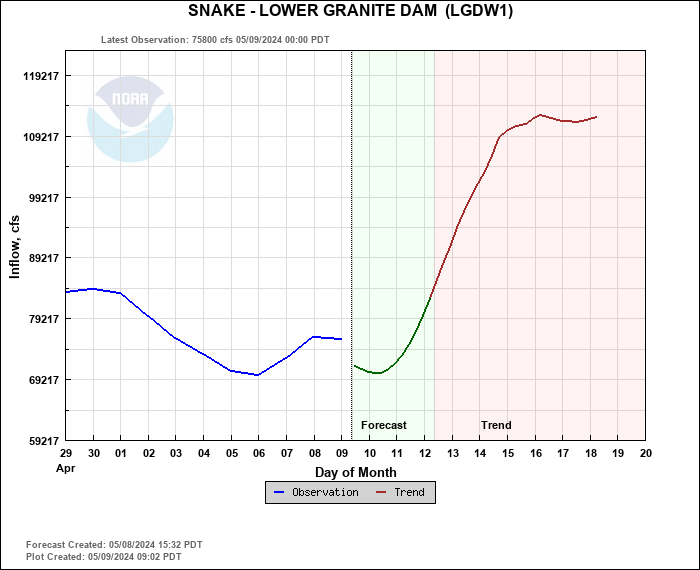 SNAKE - LOWER GRANITE DAM (LGDW1)
Latest Observation: 75800 cfs 05/09/2024 00:00 PDT
119217
NOAA
109217
99217
89217
79217
69217
59217
Inflow, cfs
Forecast Trend
29 30 01 02 03 04 05 06 07 08 09 10 11 12 13 14 15 16 17 18 19 20
Apr
Day of Month
Observation Trend
Forecast Created: 05/08/2024 15:32 PDT
Plot Created: 05/09/2024 09:02 PDT